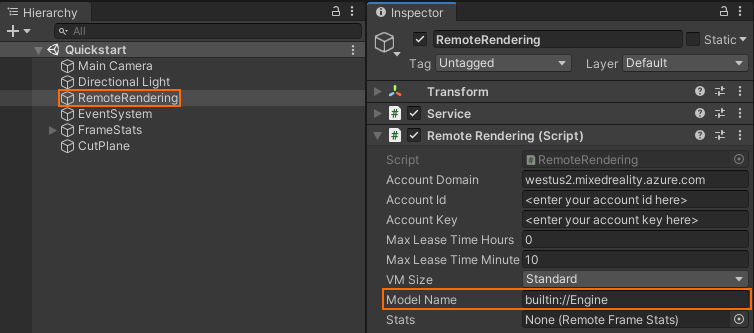 Hierarchy
All
Quickstart
Main Camera
Directional Light
RemoteRendering
EventSystem
FrameStats
CutPlane
Inspector
RemoteRendering Static
Tag Untagged Layer Default
Transform
# Service
# Remote Rendering (Script)
Script # RemoteRendering
Account Domain westus2.mixedreality.azure.com
Account Id <enter your account id here>
Account Key <enter your account key here>
Max Lease Time Hours 0
Max Lease Time Minute 10
VM Size Standard
Model Name builtin://Engine
Stats None (Remote Frame Stats)